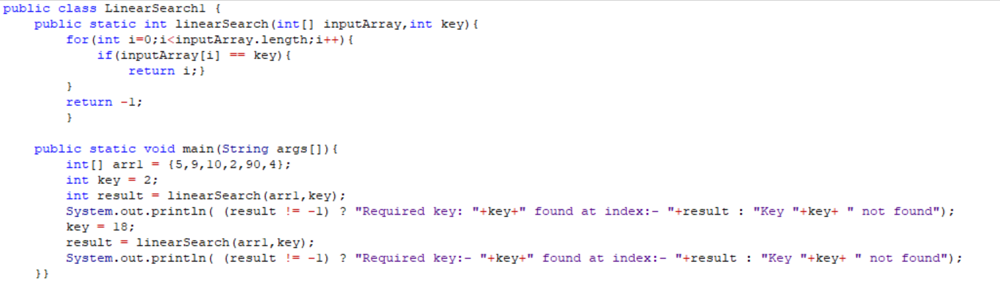 public class LinearSearch1 {
    public static int linearSearch(int[] inputArray,int key){
        for(int i=0;i<inputArray.length;i++){
            if(inputArray[i] == key){
                return i;}
        }
        return -1;
        }

    public static void main(String args[]){
        int[] arr1 = {5,9,10,2,90,4};
        int key = 2;
        int result = linearSearch(arr1,key);
        System.out.println( (result != -1) ? "Required key: "+key+" found at index:- "+result : "Key "+key+ " not found");
        key = 18;
        result = linearSearch(arr1,key);
        System.out.println( (result != -1) ? "Required key:- "+key+" found at index:- "+result : "Key "+key+ " not found");
    }}